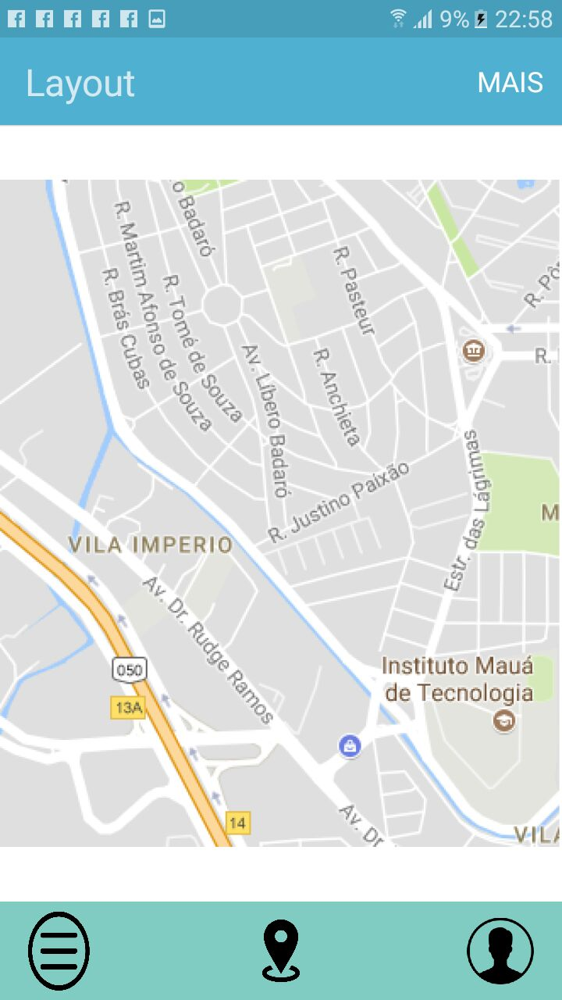 9% 22:58
Layout
MAIS
o Badaró
R. Martim Afonso de Souza
R. Brás Cubas
R. Tomé de Souza
R. Pasteur
R. Pôr
Av. Líbero Badaró
R. Anchieta
R.
R. Justino Paixão
Estr. das Lágrimas
M
VILA IMPERIO
Av. Dr. Rudge Ramos
Instituto Mauá
de Tecnologia
050
13A
14
Av. Dr
VILA